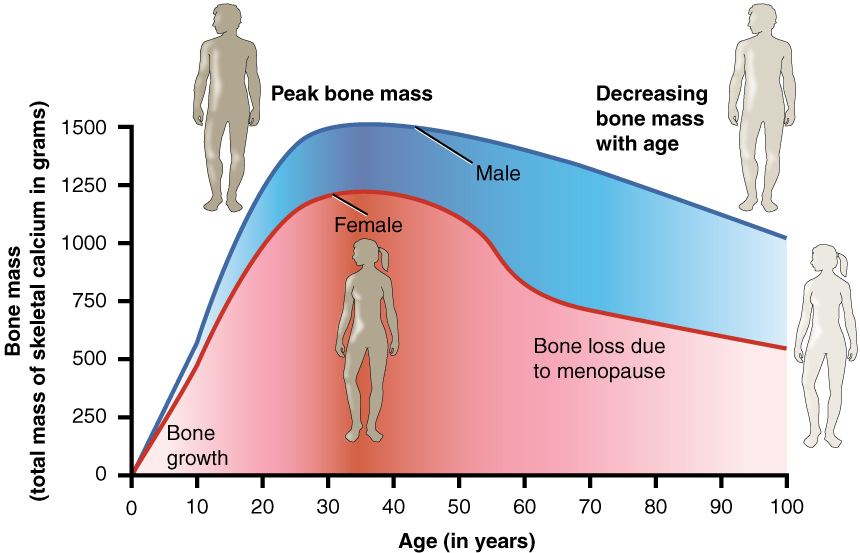 Peak bone mass
Decreasing
bone mass
with age
Bone mass
(total mass of skeletal calcium in grams)
1500
1250
1000
750
500
250
0
Male
Female
Bone loss due
to menopause
Bone
growth
0 10 20 30 40 50 60 70 80 90 100
Age (in years)